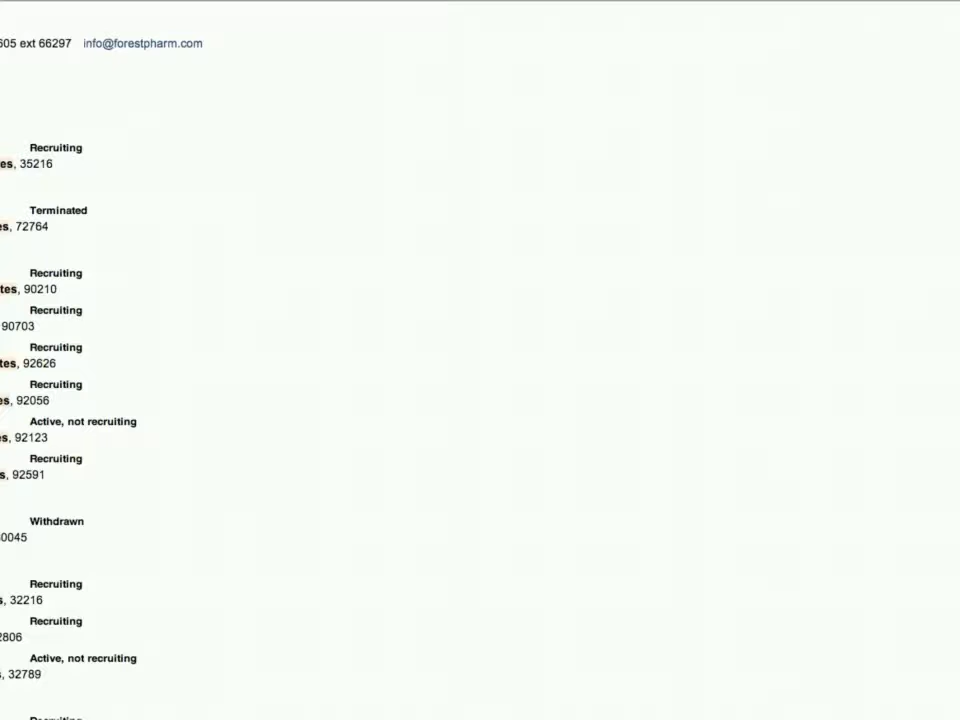 605 ext 66297 info@forestpharm.com
Recruiting
es, 35216
Terminated
es, 72764
Recruiting
tes, 90210
Recruiting
90703
Recruiting
tes, 92626
Recruiting
es, 92056
Active, not recruiting
es, 92123
Recruiting
s, 92591
Withdrawn
0045
Recruiting
s, 32216
Recruiting
2806
Active, not recruiting
, 32789
Recruiting